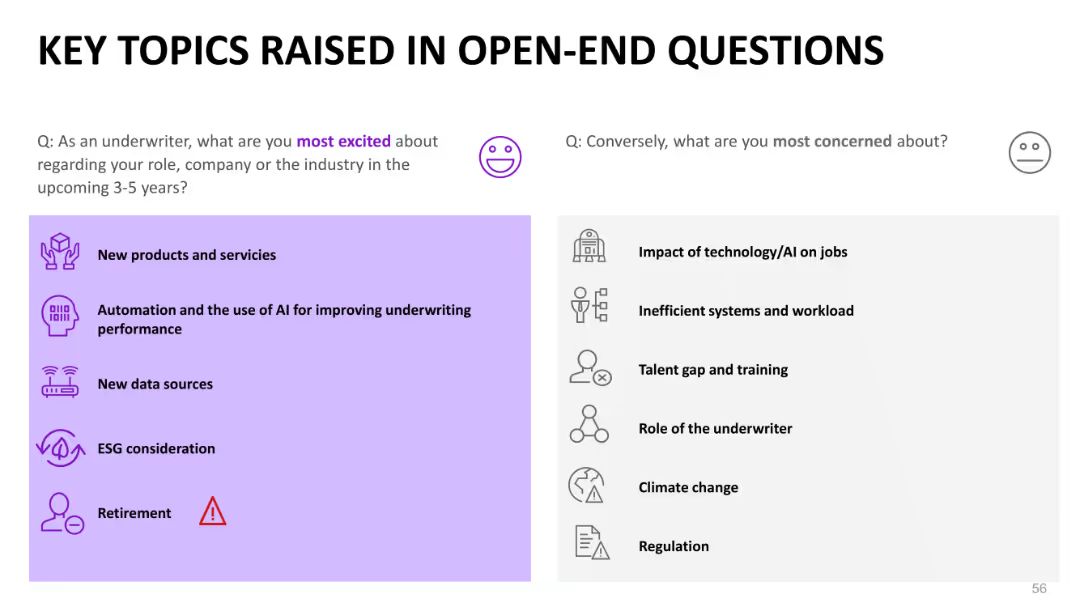 KEY TOPICS RAISED IN OPEN-END QUESTIONS
Q: As an underwriter, what are you most excited about
regarding your role, company or the industry in the
upcoming 3-5 years?
New products and servicies
Automation and the use of AI for improving underwriting
performance
New data sources
ESG consideration
Retirement
Q: Conversely, what are you most concerned about?
Impact of technology/AI on jobs
Inefficient systems and workload
Talent gap and training
Role of the underwriter
Climate change
Regulation
56